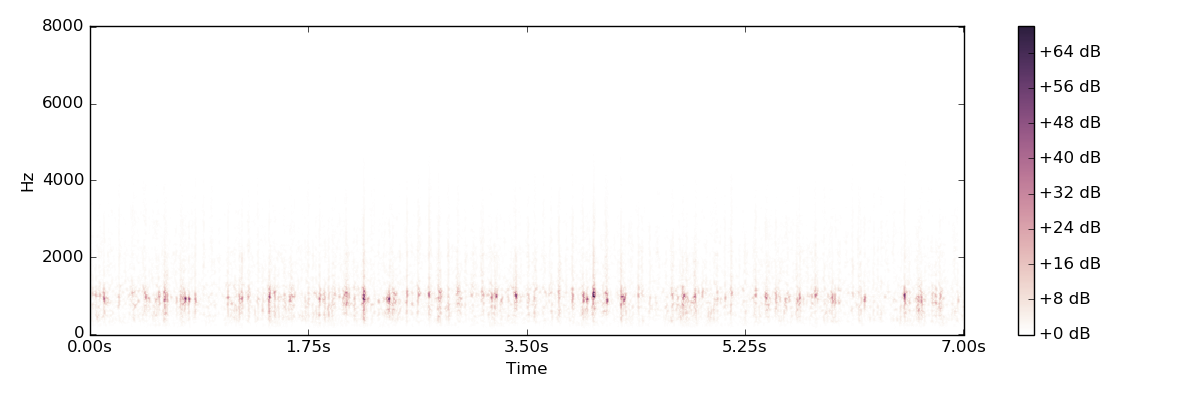 8000
6000
4000
2000
0
Hz
0.00s 1.75s 3.50s 5.25s 7.00s
Time
+64 dB
+56 dB
+48 dB
+40 dB
+32 dB
+24 dB
+16 dB
+8 dB
+0 dB